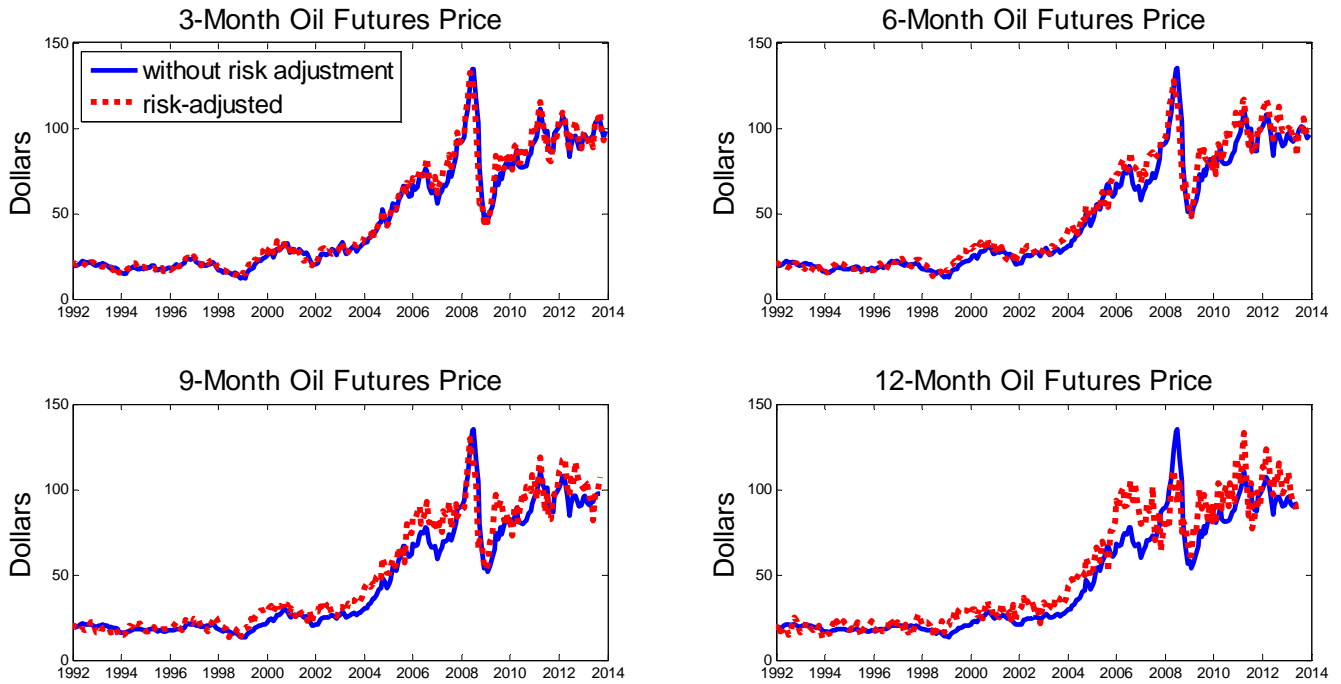 3-Month Oil Futures Price
150
100
50
0
Dollars
without risk adjustment
risk-adjusted
1992 1994 1996 1998 2000 2002 2004 2006 2008 2010 2012 2014
6-Month Oil Futures Price
150
100
50
0
Dollars
1992 1994 1996 1998 2000 2002 2004 2006 2008 2010 2012 2014
9-Month Oil Futures Price
150
100
50
0
Dollars
1992 1994 1996 1998 2000 2002 2004 2006 2008 2010 2012 2014
12-Month Oil Futures Price
150
100
50
0
Dollars
1992 1994 1996 1998 2000 2002 2004 2006 2008 2010 2012 2014